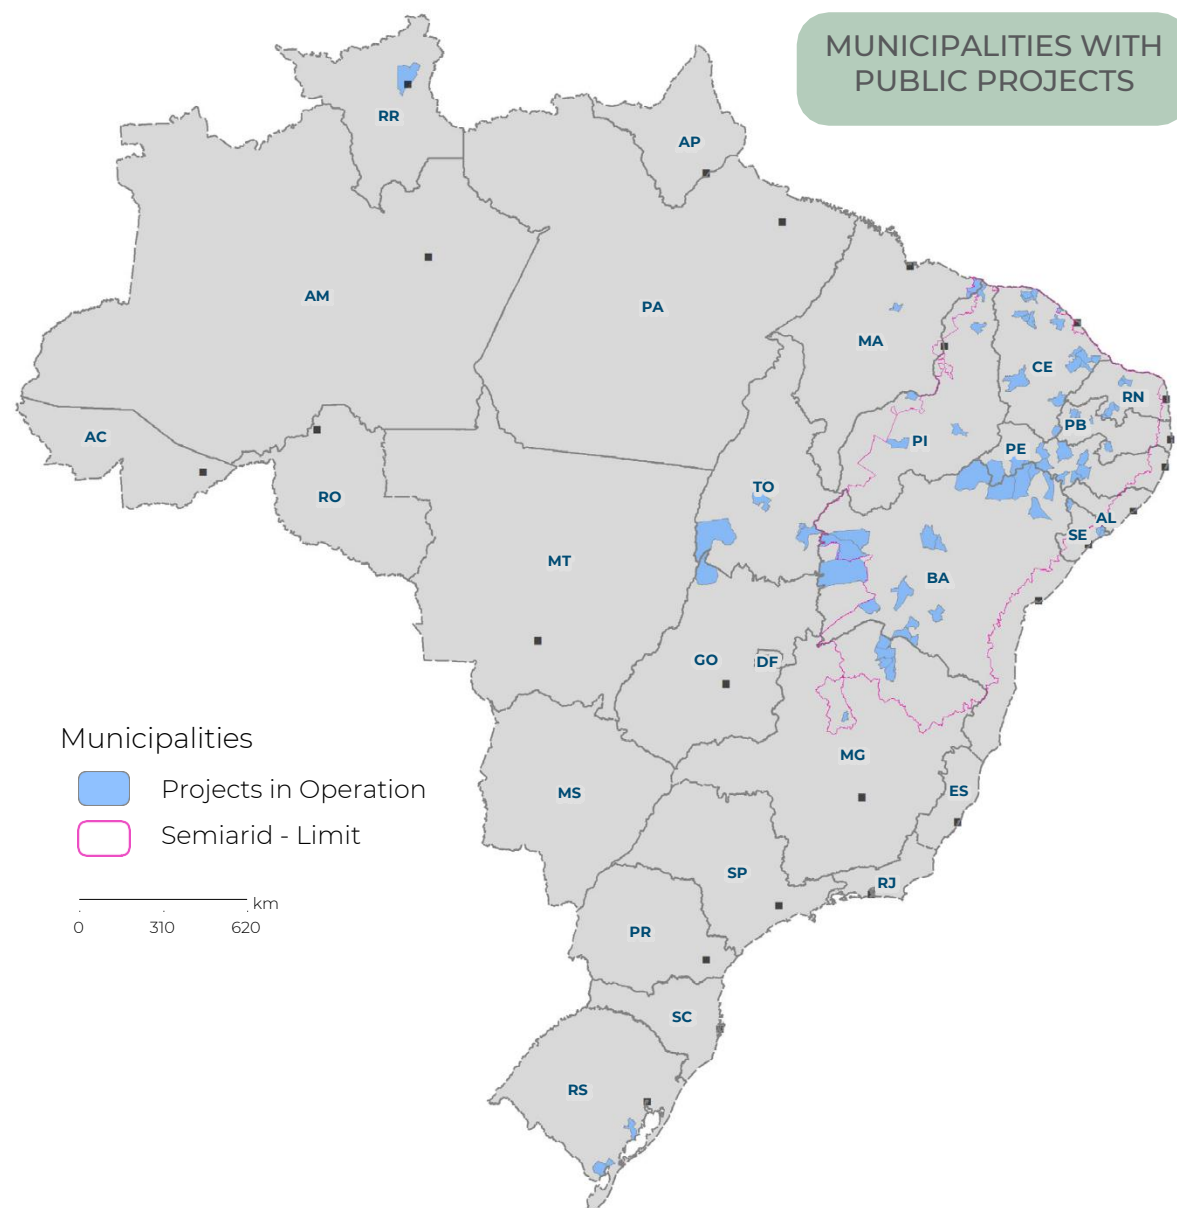 MUNICIPALITIES WITH
PUBLIC PROJECTS
RR
AP
AM
PA
MA
CE
RN
PB
PI
PE
AC
RO
TO
AL
SE
MT
BA
GO
DF
MG
MS
ES
SP
RJ
PR
SC
RS
Municipalities
Projects in Operation
Semiarid - Limit
km
0 310 620